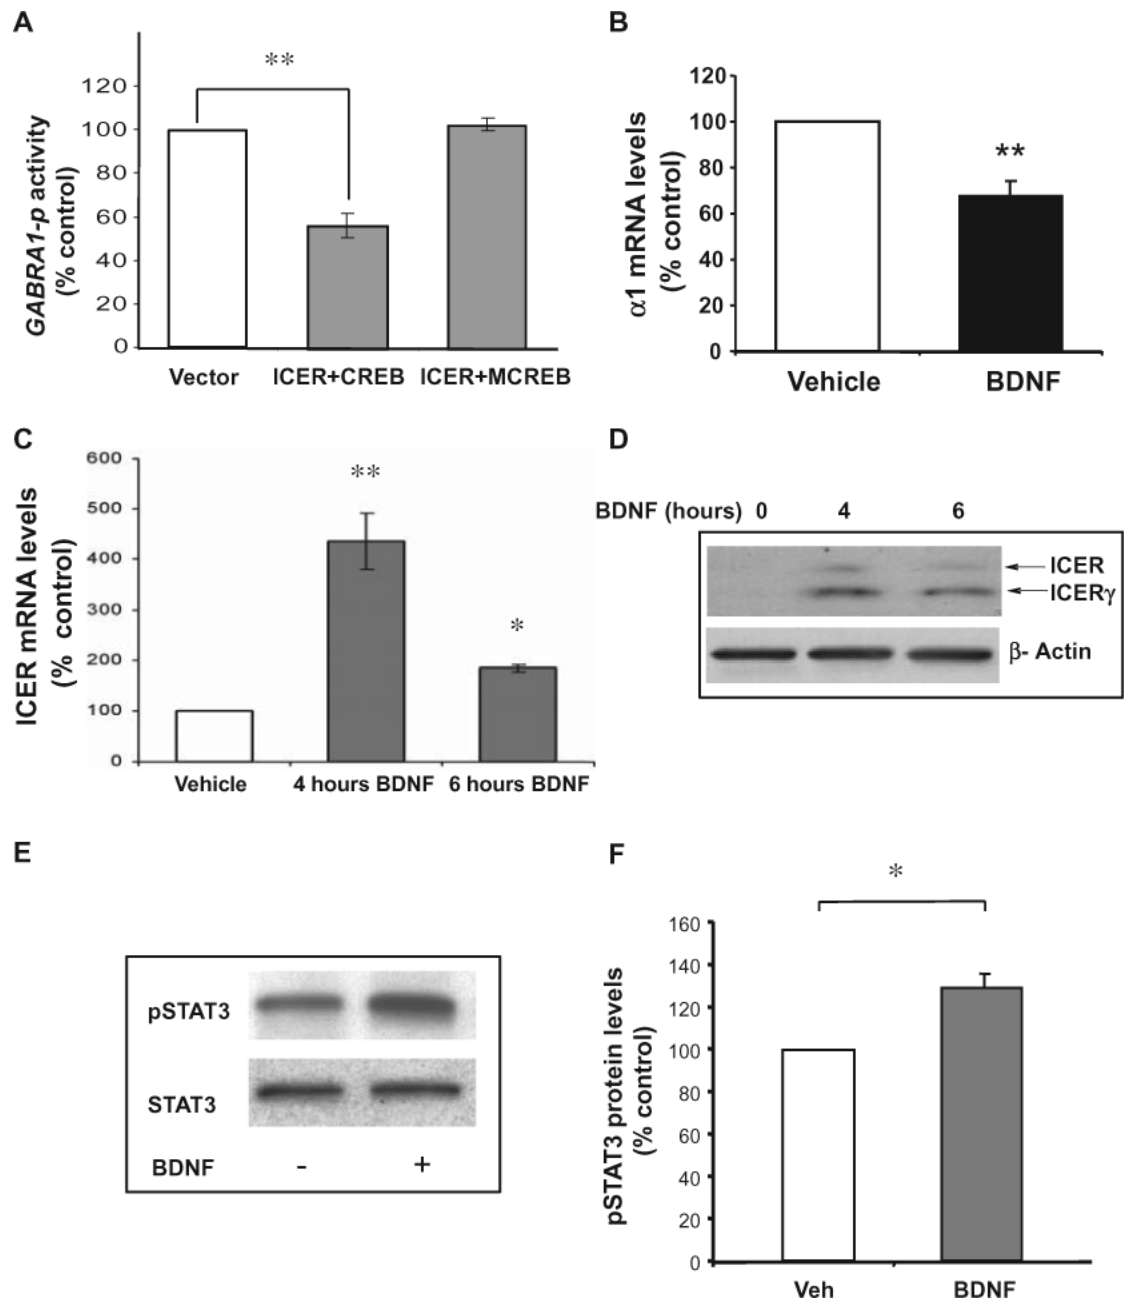 A
**
GABRA1-p activity
(% control)
120
100
80
60
40
20
0
Vector
ICER+CREB
ICER+MCREB
B
α1 mRNA levels
(% control)
120
100
80
60
40
20
0
**
Vehicle
BDNF
C
ICER mRNA levels
(% control)
600
500
400
300
200
100
0
**
*
Vehicle
4 hours BDNF
6 hours BDNF
D
BDNF (hours) 0 4 6
ICER
ICERγ
β- Actin
E
pSTAT3
STAT3
BDNF - +
F
*
pSTAT3 protein levels
(% control)
160
140
120
100
80
60
40
20
0
Veh
BDNF